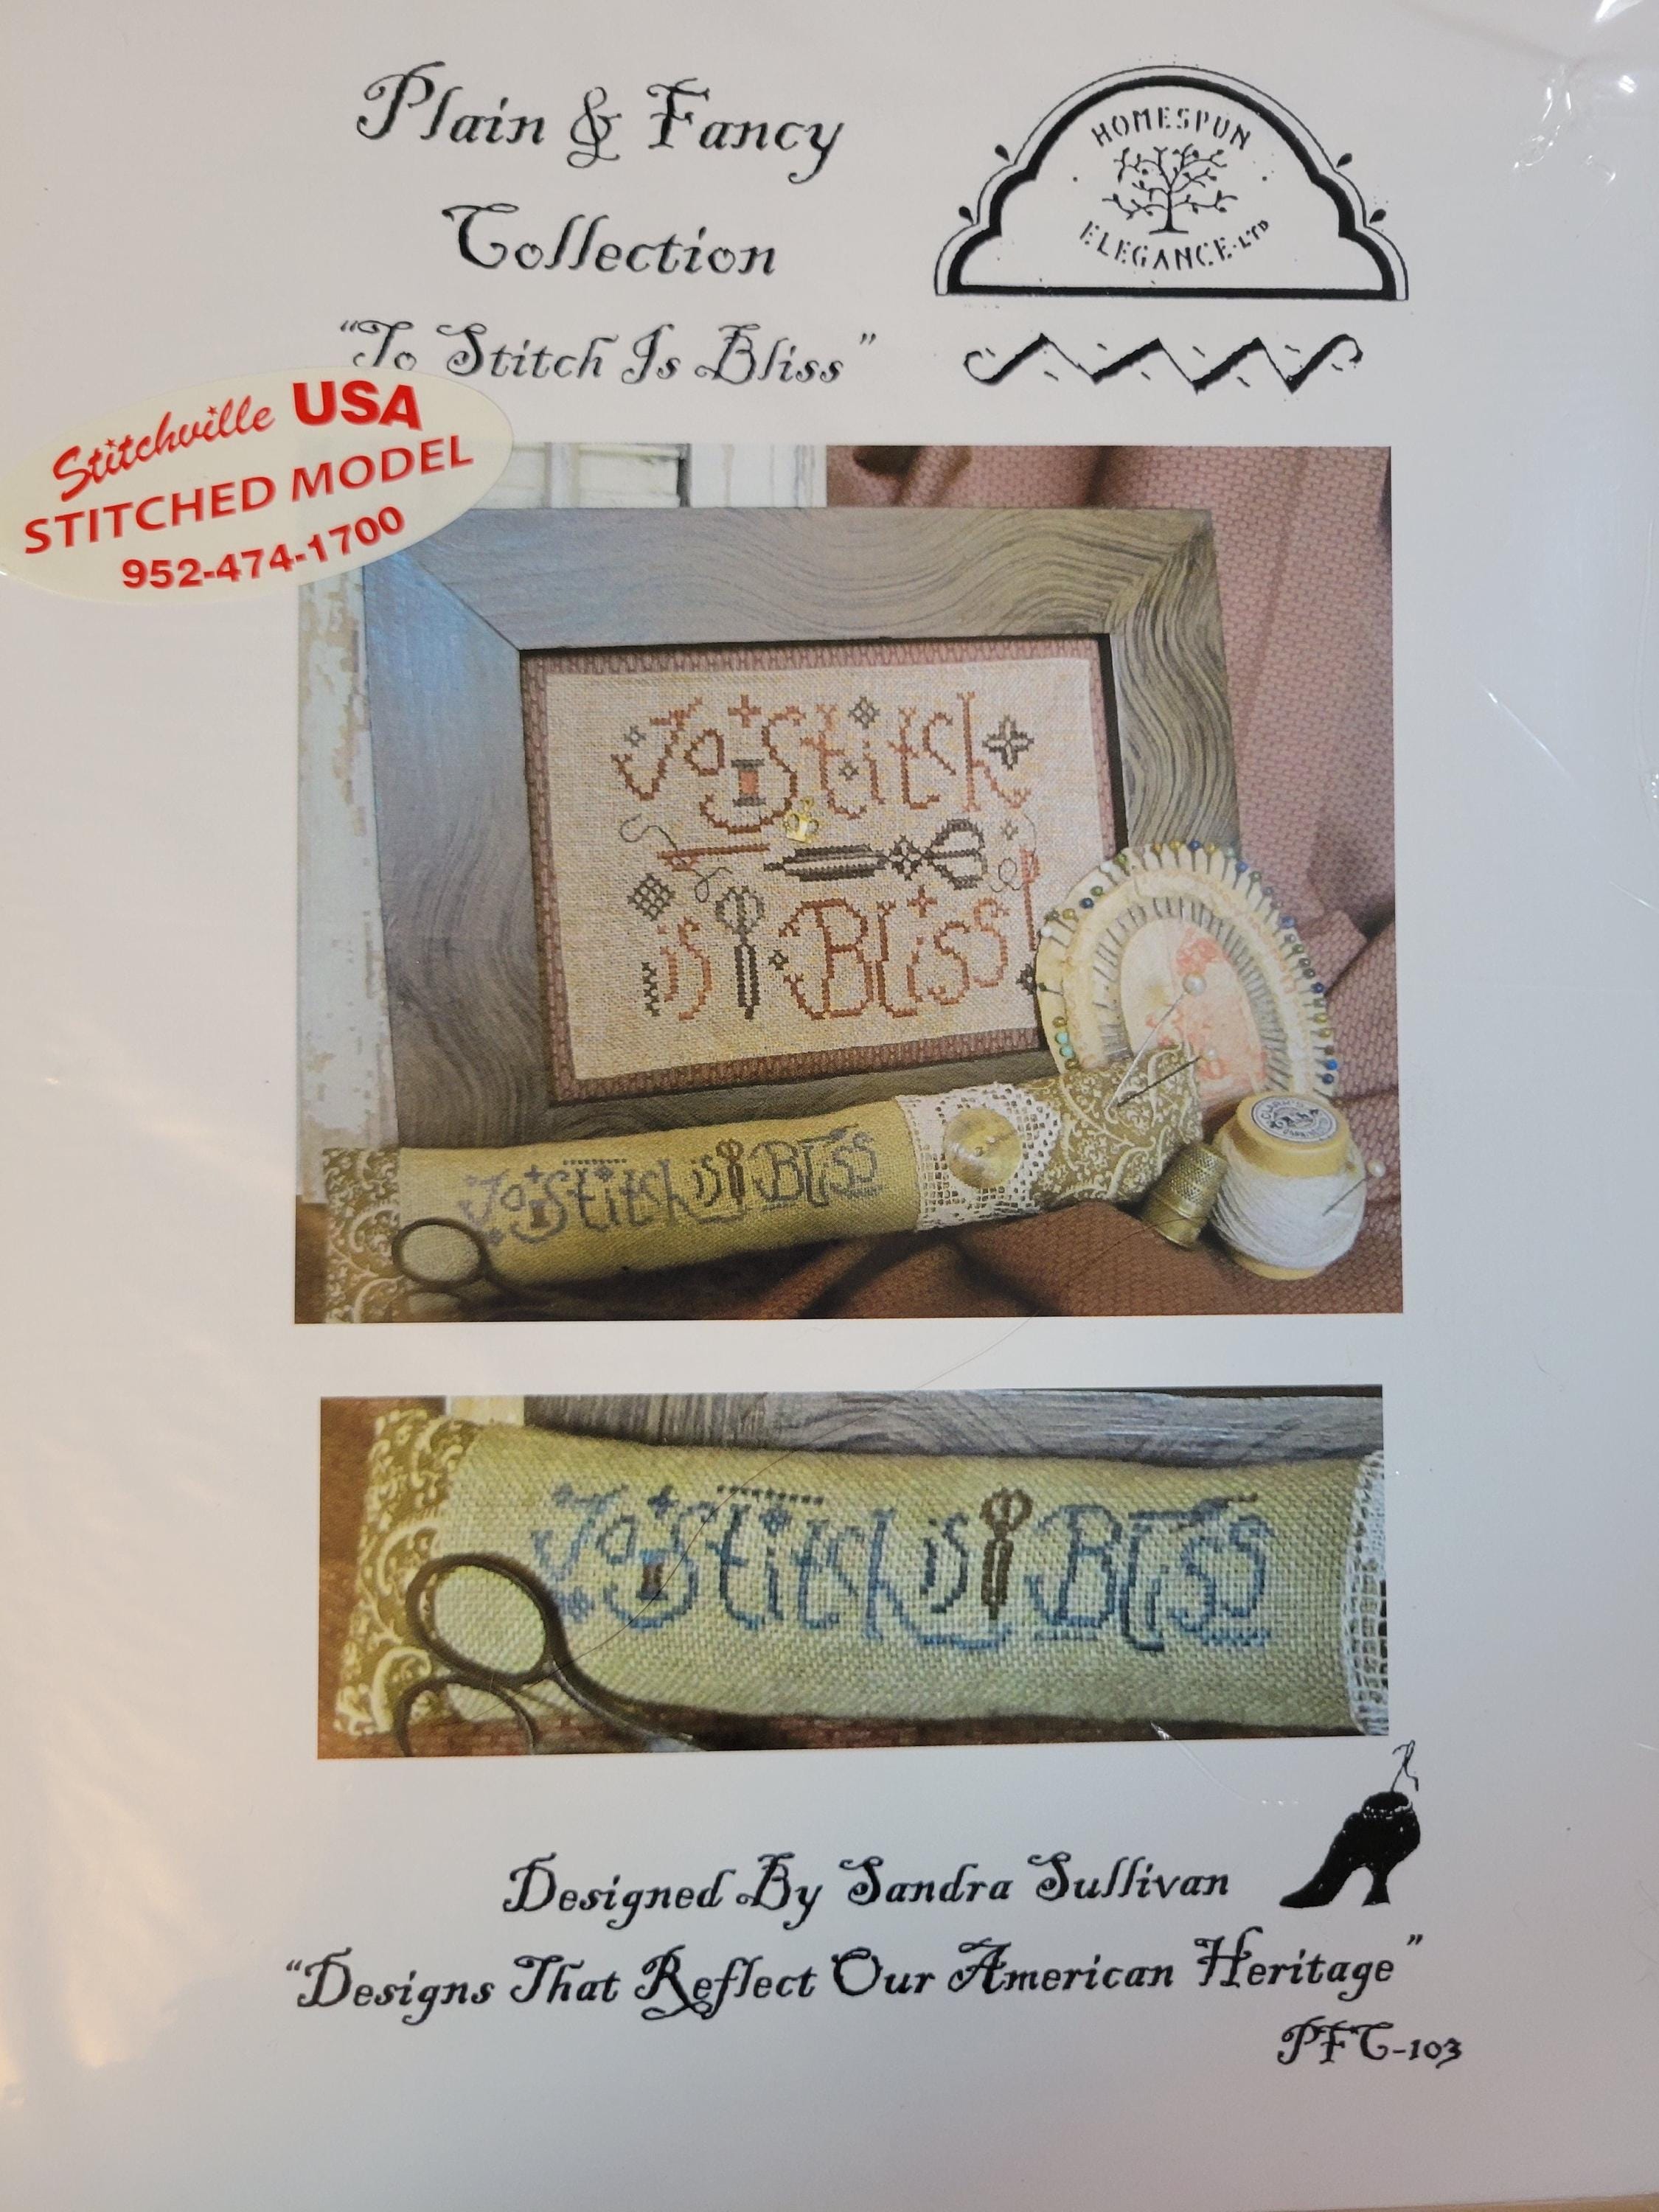 Plain & Fancy
Collection
"To Stitch Is Bliss"
HOMESPUN
ELEGANCE·LTD
Stitchville USA
STITCHED MODEL
952-474-1700
To Stitch
is Bliss
To Stitch is Bliss
To Stitch is Bliss
Designed By Sandra Sullivan
"Designs That Reflect Our American Heritage"
PFC-103